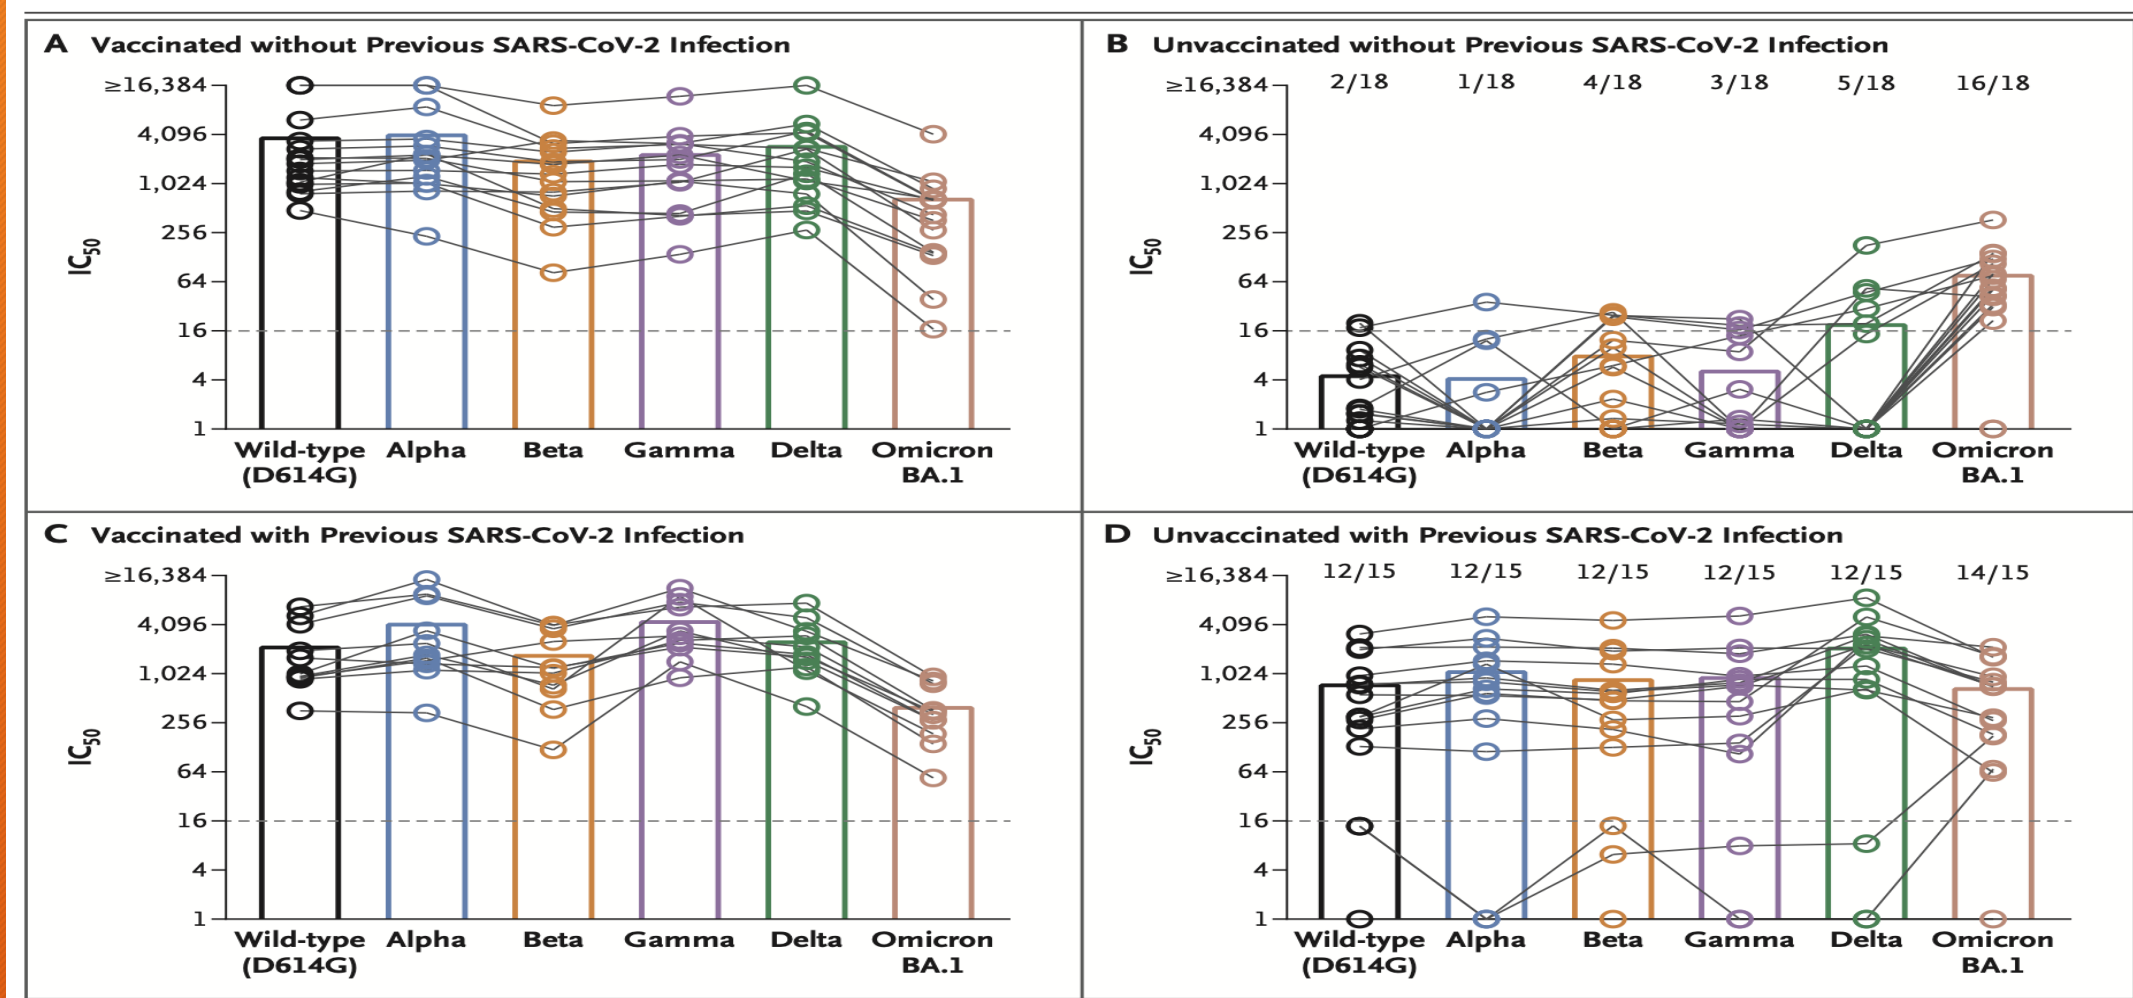 A Vaccinated without Previous SARS-CoV-2 Infection
≥16,384
4,096
1,024
256
64
16
4
1
IC50
Wild-type (D614G) Alpha Beta Gamma Delta Omicron BA.1
B Unvaccinated without Previous SARS-CoV-2 Infection
2/18 1/18 4/18 3/18 5/18 16/18
≥16,384
4,096
1,024
256
64
16
4
1
IC50
Wild-type (D614G) Alpha Beta Gamma Delta Omicron BA.1
C Vaccinated with Previous SARS-CoV-2 Infection
≥16,384
4,096
1,024
256
64
16
4
1
IC50
Wild-type (D614G) Alpha Beta Gamma Delta Omicron BA.1
D Unvaccinated with Previous SARS-CoV-2 Infection
12/15 12/15 12/15 12/15 12/15 14/15
≥16,384
4,096
1,024
256
64
16
4
1
IC50
Wild-type (D614G) Alpha Beta Gamma Delta Omicron BA.1